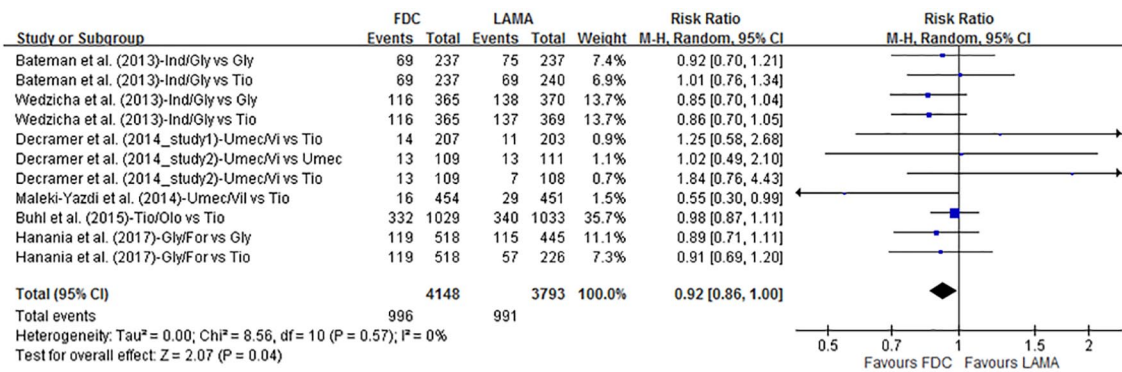 FDC LAMA Risk Ratio Risk Ratio
Study or Subgroup Events Total Events Total Weight M-H, Random, 95% CI M-H, Random, 95% CI
Bateman et al. (2013)-Ind/Gly vs Gly 69 237 75 237 7.4% 0.92 [0.70, 1.21]
Bateman et al. (2013)-Ind/Gly vs Tio 69 237 69 240 6.9% 1.01 [0.76, 1.34]
Wedzicha et al. (2013)-Ind/Gly vs Gly 116 365 138 370 13.7% 0.85 [0.70, 1.04]
Wedzicha et al. (2013)-Ind/Gly vs Tio 116 365 137 369 13.7% 0.86 [0.70, 1.05]
Decramer et al. (2014_study1)-Umec/Vi vs Tio 14 207 11 203 0.9% 1.25 [0.58, 2.68]
Decramer et al. (2014_study2)-Umec/Vi vs Umec 13 109 13 111 1.1% 1.02 [0.49, 2.10]
Decramer et al. (2014_study2)-Umec/Vi vs Tio 13 109 7 108 0.7% 1.84 [0.76, 4.43]
Maleki-Yazdi et al. (2014)-Umec/Vil vs Tio 16 454 29 451 1.6% 0.55 [0.30, 0.99]
Buhl et al. (2015)-Tio/Olo vs Tio 332 1029 340 1033 35.7% 0.98 [0.87, 1.11]
Hanania et al. (2017)-Gly/For vs Gly 119 518 115 445 11.1% 0.89 [0.71, 1.11]
Hanania et al. (2017)-Gly/For vs Tio 119 518 57 226 7.3% 0.91 [0.69, 1.20]
Total (95% CI) 4148 3793 100.0% 0.92 [0.86, 1.00]
Total events 996 991
Heterogeneity: Tau² = 0.00; Chi² = 8.56, df = 10 (P = 0.57); I² = 0%
Test for overall effect: Z = 2.07 (P = 0.04)
0.5 0.7 1 1.5 2
Favours FDC Favours LAMA